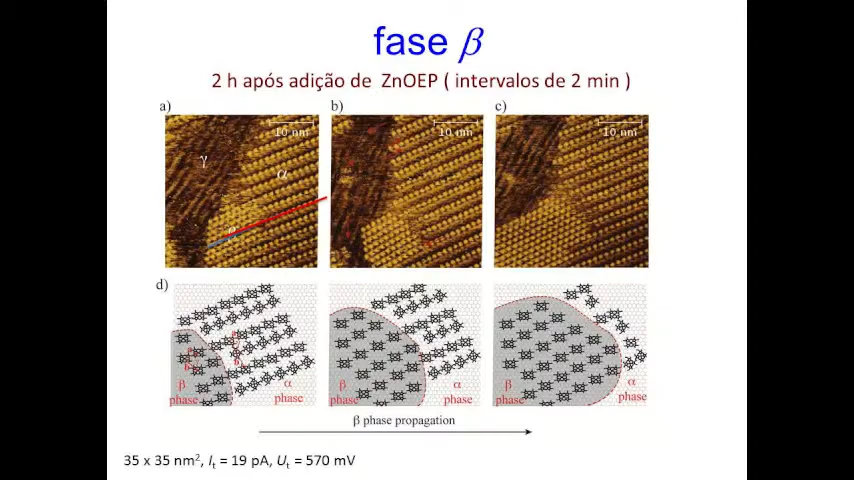 fase β
2 h após adição de ZnOEP ( intervalos de 2 min )
a) b) c)
10 nm 10 nm 10 nm
γ
α
d)
β phase α phase
β phase α phase
β phase α phase
β phase propagation
35 x 35 nm², Iₜ = 19 pA, Uₜ = 570 mV